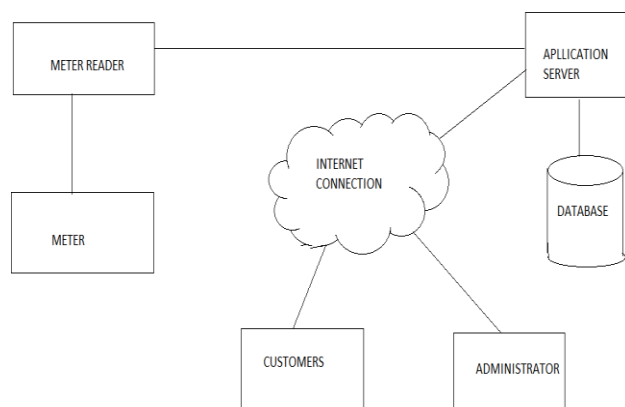 METER READER
APLLICATION
SERVER
INTERNET
CONNECTION
METER
DATABASE
CUSTOMERS
ADMINISTRATOR